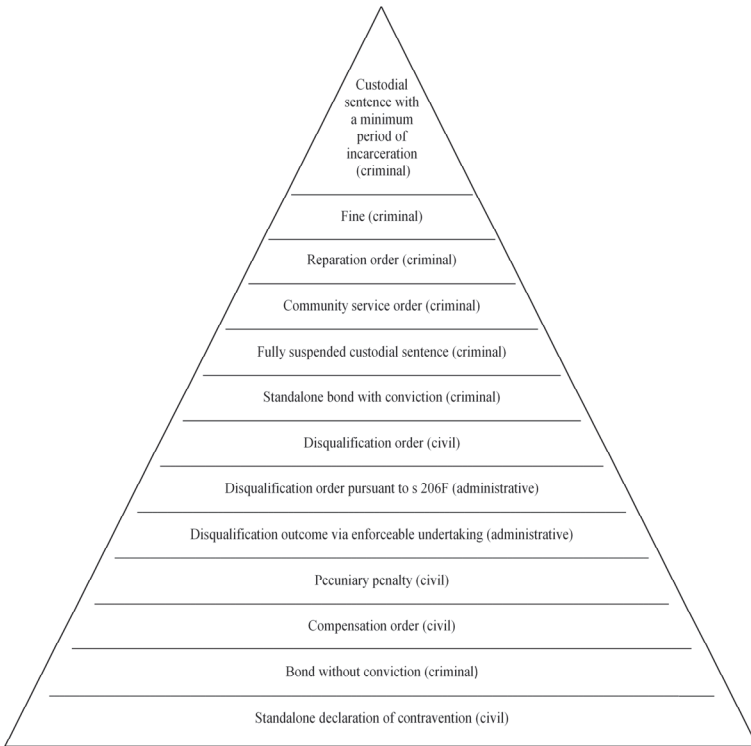 Custodial
sentence with
a minimum
period of
incarceration
(criminal)
Fine (criminal)
Reparation order (criminal)
Community service order (criminal)
Fully suspended custodial sentence (criminal)
Standalone bond with conviction (criminal)
Disqualification order (civil)
Disqualification order pursuant to s 206F (administrative)
Disqualification outcome via enforceable undertaking (administrative)
Pecuniary penalty (civil)
Compensation order (civil)
Bond without conviction (criminal)
Standalone declaration of contravention (civil)